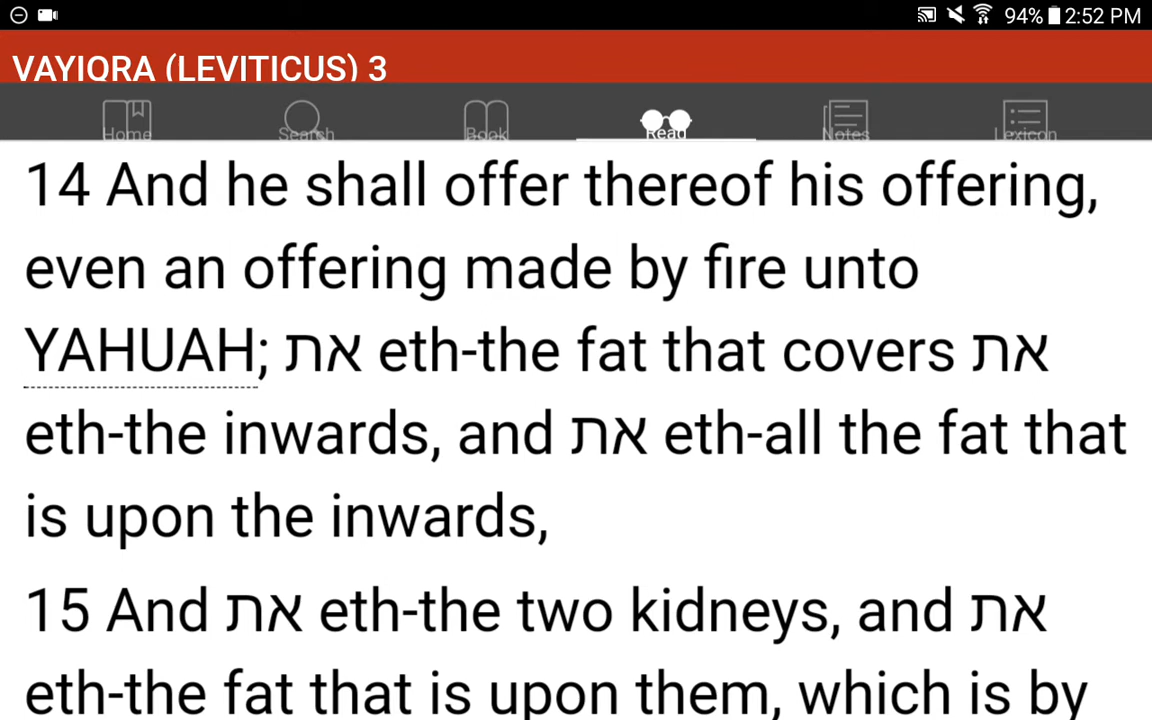 94% 2:52 PM
VAYIQRA (LEVITICUS) 3
Home Search Book Read Notes Lexicon
14 And he shall offer thereof his offering,
even an offering made by fire unto
YAHUAH; את eth-the fat that covers את
eth-the inwards, and את eth-all the fat that
is upon the inwards,
15 And את eth-the two kidneys, and את
eth-the fat that is upon them, which is by